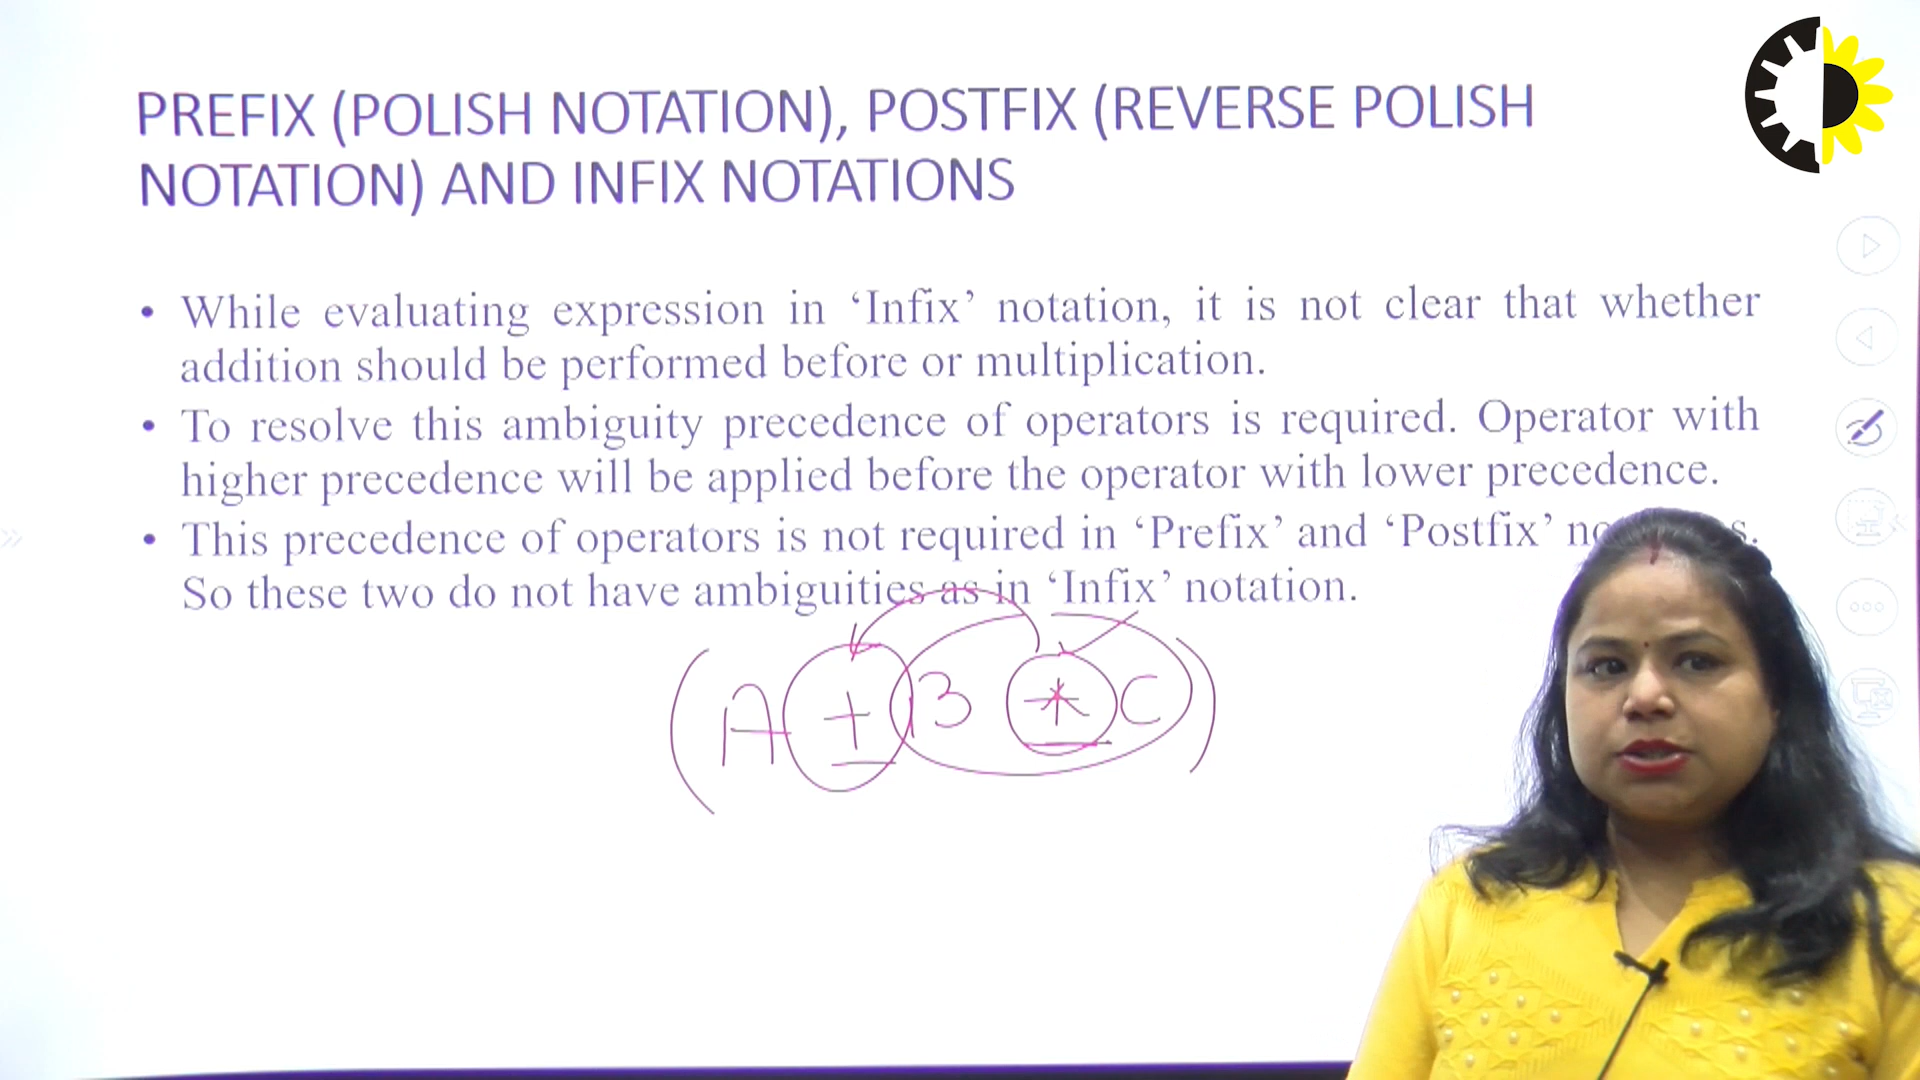 PREFIX (POLISH NOTATION), POSTFIX (REVERSE POLISH
NOTATION) AND INFIX NOTATIONS
• While evaluating expression in ‘Infix’ notation, it is not clear that whether
addition should be performed before or multiplication.
• To resolve this ambiguity precedence of operators is required. Operator with
higher precedence will be applied before the operator with lower precedence.
• This precedence of operators is not required in ‘Prefix’ and ‘Postfix’
So these two do not have ambiguities as in ‘Infix’ notation.
(A + B * C)